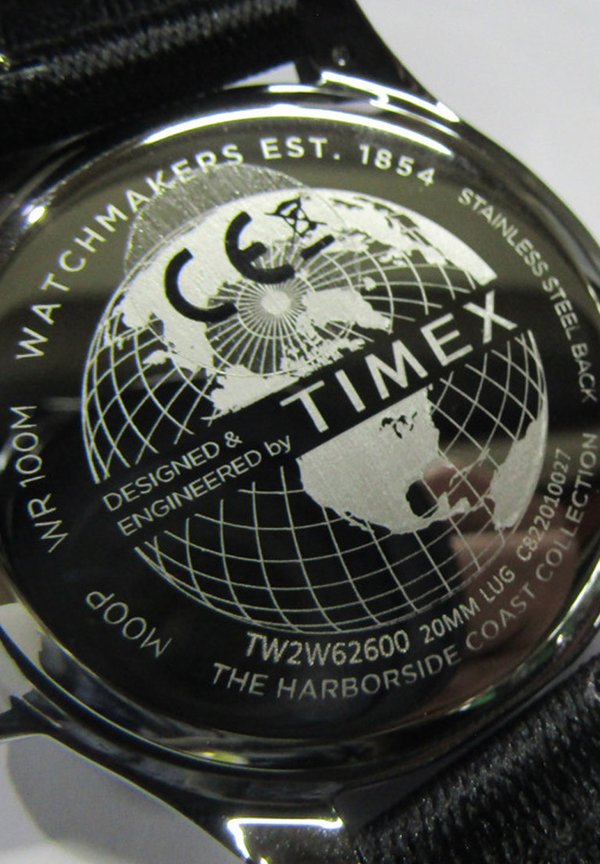 WATCHMAKERS EST. 1854
STAINLESS STEEL BACK
CE
TIMEX
DESIGNED &
ENGINEERED by
WR 100M
MOOP
TW2W62600 20MM LUG C822010027
THE HARBORSIDE COAST COLLECTION